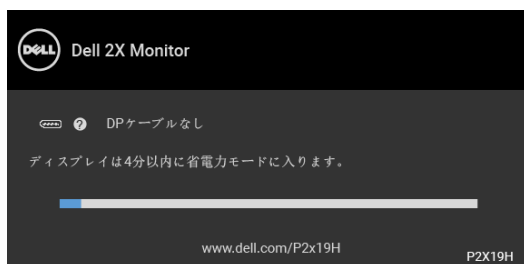 DELL Dell 2X Monitor
? DPケーブルなし
ディスプレイは4分以内に省電力モードに入ります。
www.dell.com/P2x19H
P2X19H